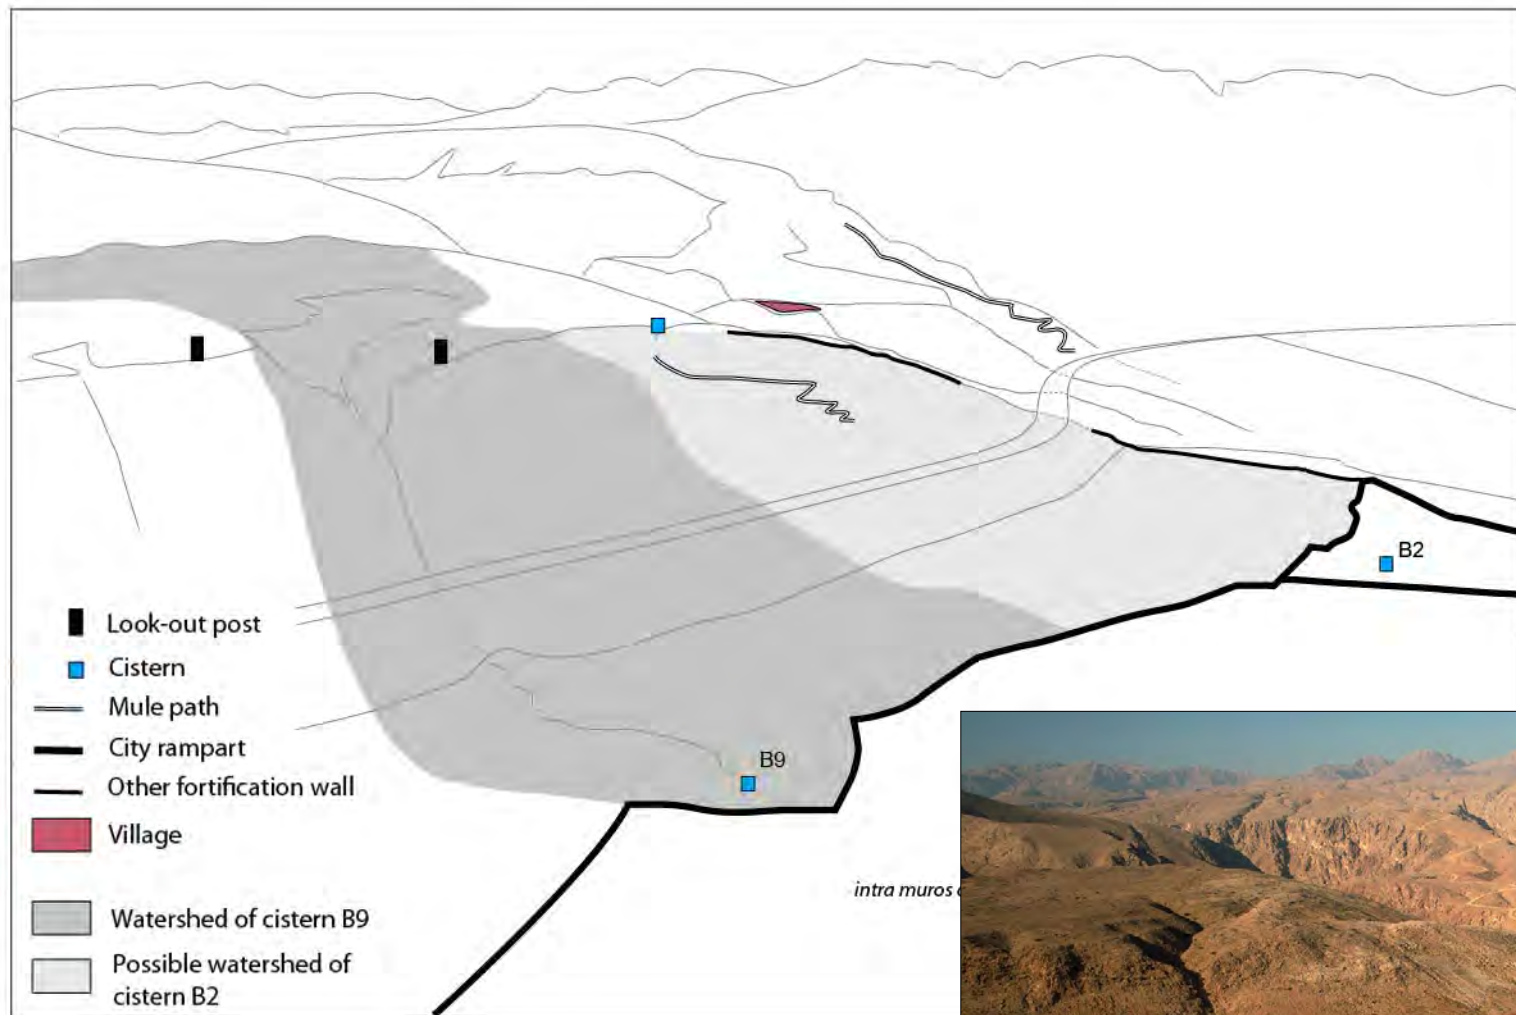 B2
Look-out post
Cistern
Mule path
City rampart
B9
Other fortification wall
Village
intra muros
Watershed of cistern B9
Possible watershed of
cistern B2